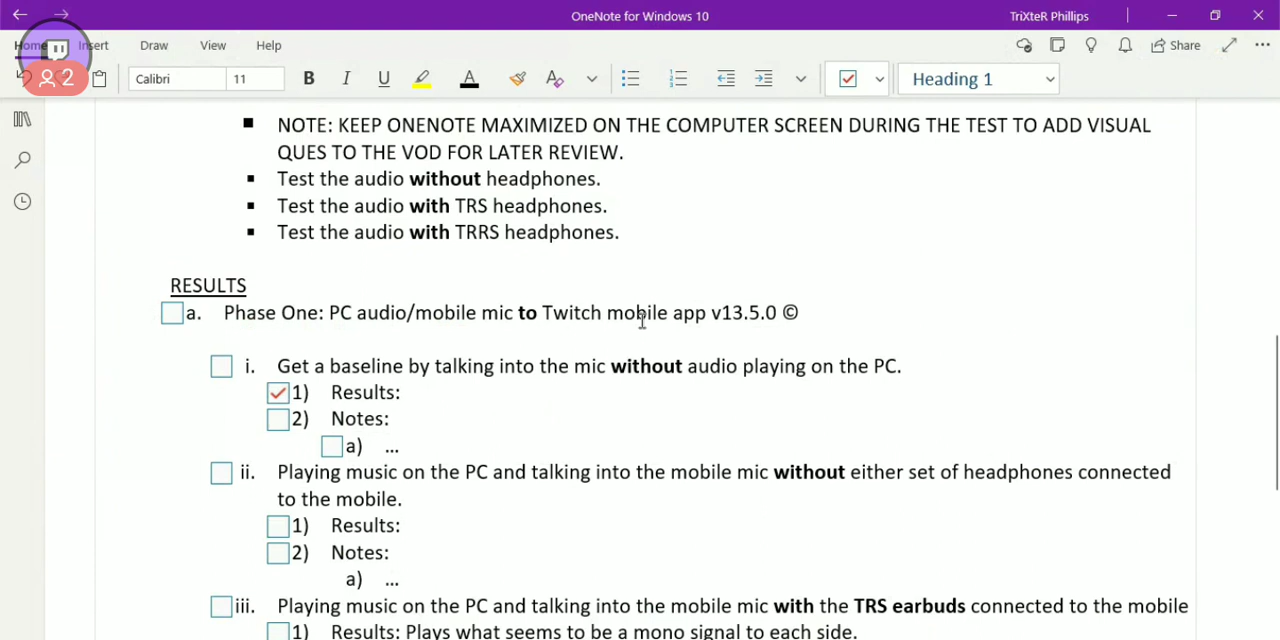 OneNote for Windows 10
TriXteR Phillips
Home Insert Draw View Help
Share
2
Calibri 11 B I U A A Heading 1
NOTE: KEEP ONENOTE MAXIMIZED ON THE COMPUTER SCREEN DURING THE TEST TO ADD VISUAL
QUES TO THE VOD FOR LATER REVIEW.
Test the audio without headphones.
Test the audio with TRS headphones.
Test the audio with TRRS headphones.
RESULTS
a. Phase One: PC audio/mobile mic to Twitch mobile app v13.5.0 ©
i. Get a baseline by talking into the mic without audio playing on the PC.
1) Results:
2) Notes:
a) ...
ii. Playing music on the PC and talking into the mobile mic without either set of headphones connected
to the mobile.
1) Results:
2) Notes:
a) ...
iii. Playing music on the PC and talking into the mobile mic with the TRS earbuds connected to the mobile
1) Results: Plays what seems to be a mono signal to each side.